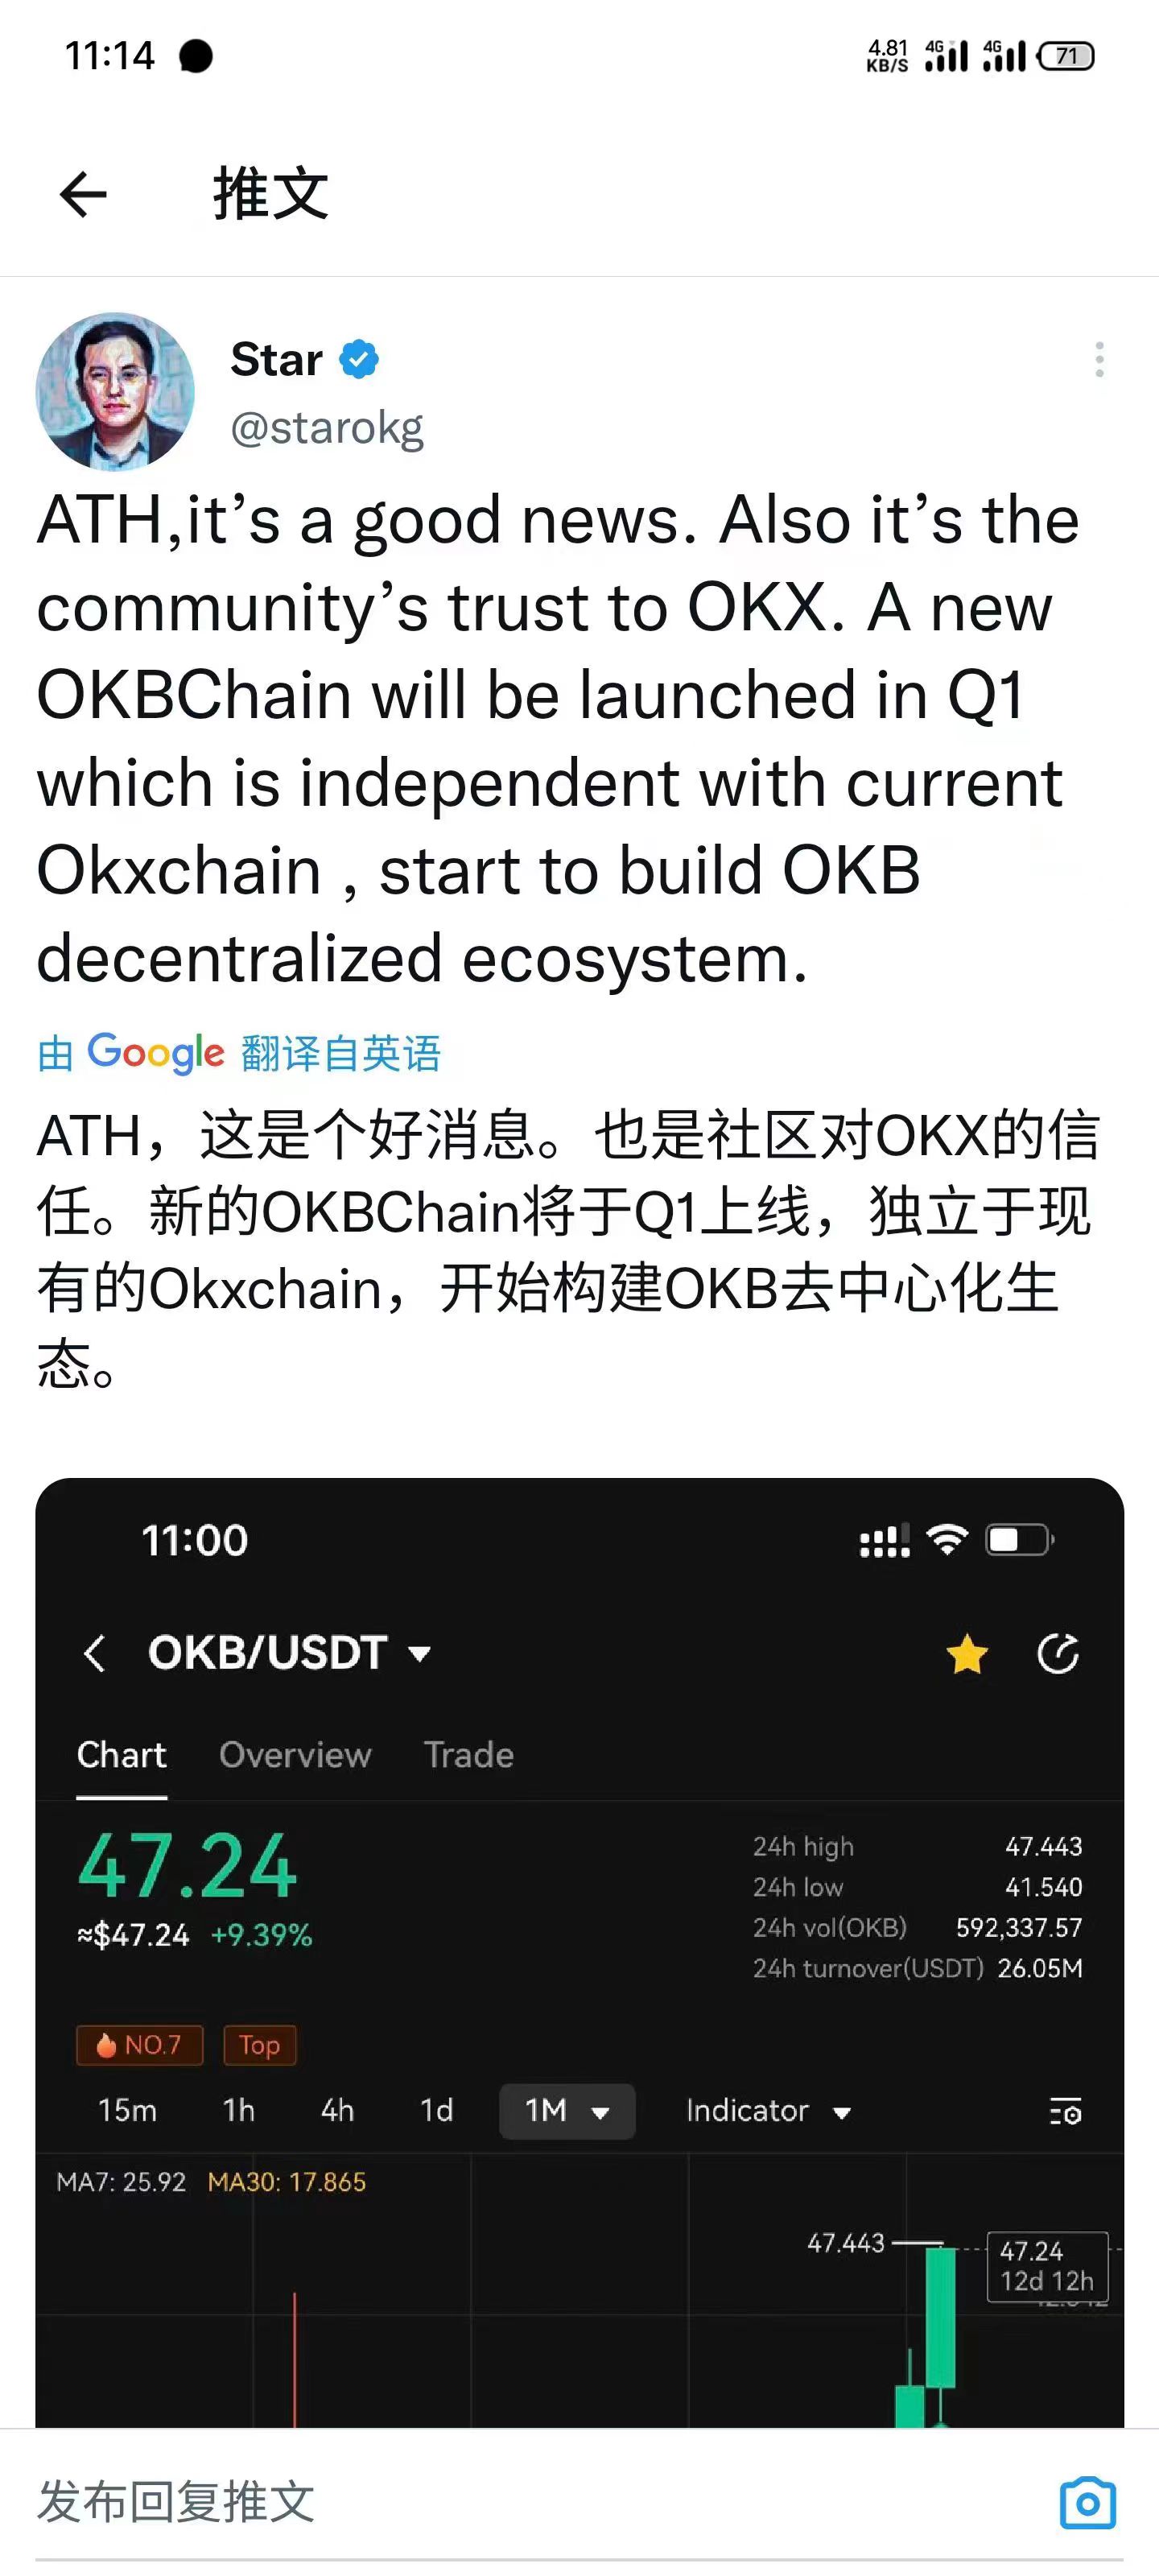 11:14
4.81
KB/S
4G
4G
71
推文
Star
@starokg
ATH,it’s a good news. Also it’s the
community’s trust to OKX. A new
OKBChain will be launched in Q1
which is independent with current
Okxchain , start to build OKB
decentralized ecosystem.
由 Google 翻译自英语
ATH，这是个好消息。也是社区对OKX的信
任。新的OKBChain将于Q1上线，独立于现
有的Okxchain，开始构建OKB去中心化生
态。
11:00
OKB/USDT
Chart Overview Trade
47.24
≈$47.24 +9.39%
24h high 47.443
24h low 41.540
24h vol(OKB) 592,337.57
24h turnover(USDT) 26.05M
NO.7 Top
15m 1h 4h 1d 1M Indicator
MA7: 25.92 MA30: 17.865
47.443
47.24
12d 12h
发布回复推文